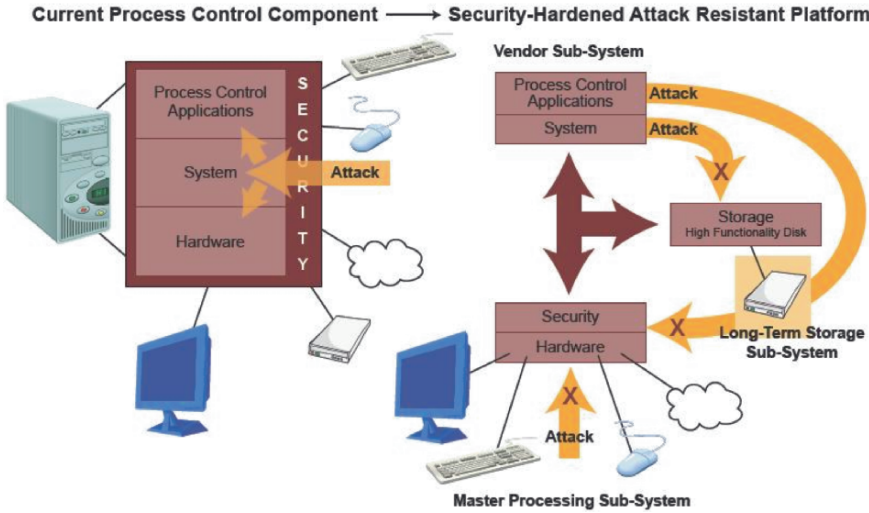 Current Process Control Component
Security-Hardened Attack Resistant Platform
Process Control
Applications
System
Hardware
SECURITY
Attack
Vendor Sub-System
Process Control
Applications
System
Attack
Attack
X
Storage
High Functionality Disk
Long-Term Storage
Sub-System
Security
Hardware
X
X
Attack
Master Processing Sub-System